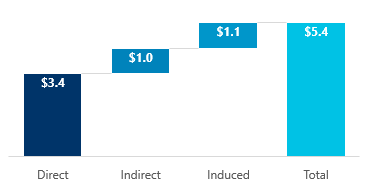 $3.4
$1.0
$1.1
$5.4
Direct
Indirect
Induced
Total